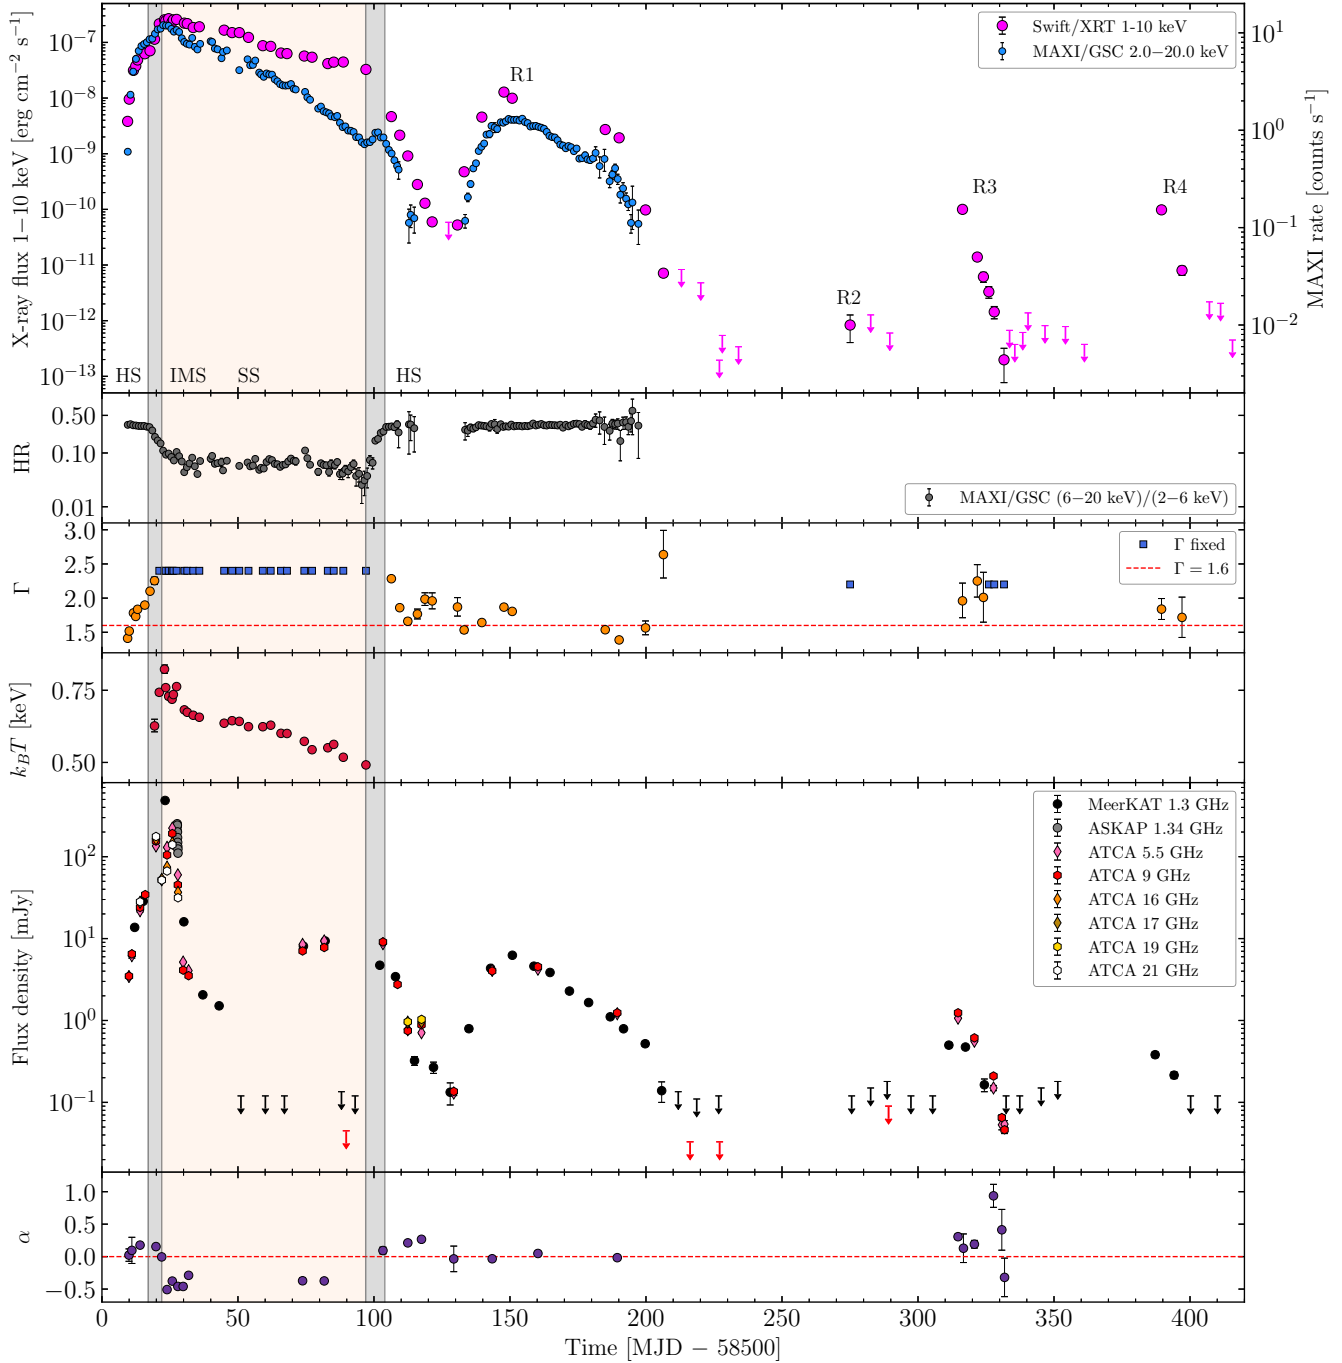 Swift/XRT 1-10 keV
MAXI/GSC 2.0−20.0 keV
R1
R2
R3
R4
HS
IMS
SS
HS
X-ray flux 1−10 keV [erg cm⁻² s⁻¹]
10⁻⁷
10⁻⁸
10⁻⁹
10⁻¹⁰
10⁻¹¹
10⁻¹²
10⁻¹³
MAXI rate [counts s⁻¹]
10¹
10⁰
10⁻¹
10⁻²
HR
0.50
0.10
0.01
MAXI/GSC (6−20 keV)/(2−6 keV)
Γ
3.0
2.5
2.0
1.5
Γ fixed
Γ = 1.6
k_BT [keV]
0.75
0.50
Flux density [mJy]
10²
10¹
10⁰
10⁻¹
MeerKAT 1.3 GHz
ASKAP 1.34 GHz
ATCA 5.5 GHz
ATCA 9 GHz
ATCA 16 GHz
ATCA 17 GHz
ATCA 19 GHz
ATCA 21 GHz
α
1.0
0.5
0.0
−0.5
0 50 100 150 200 250 300 350 400
Time [MJD − 58500]